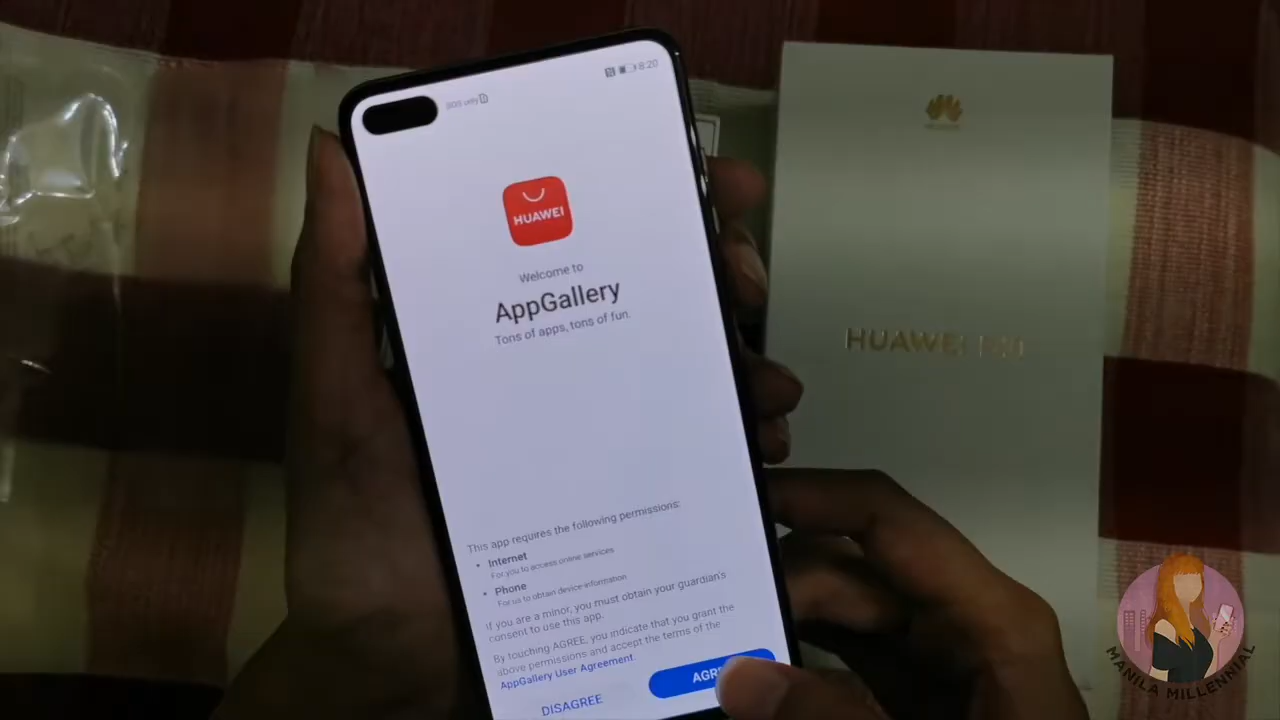 8:20
HUAWEI
Welcome to
AppGallery
Tons of apps, tons of fun.
This app requires the following permissions:
• Internet
For you to access online services
• Phone
For us to obtain device information
If you are a minor, you must obtain your guardian's
consent to use this app.
By touching AGREE, you indicate that you grant the
above permissions and accept the terms of the
AppGallery User Agreement.
DISAGREE
HUAWEI
HUAWEI
MANILA MILLENNIAL